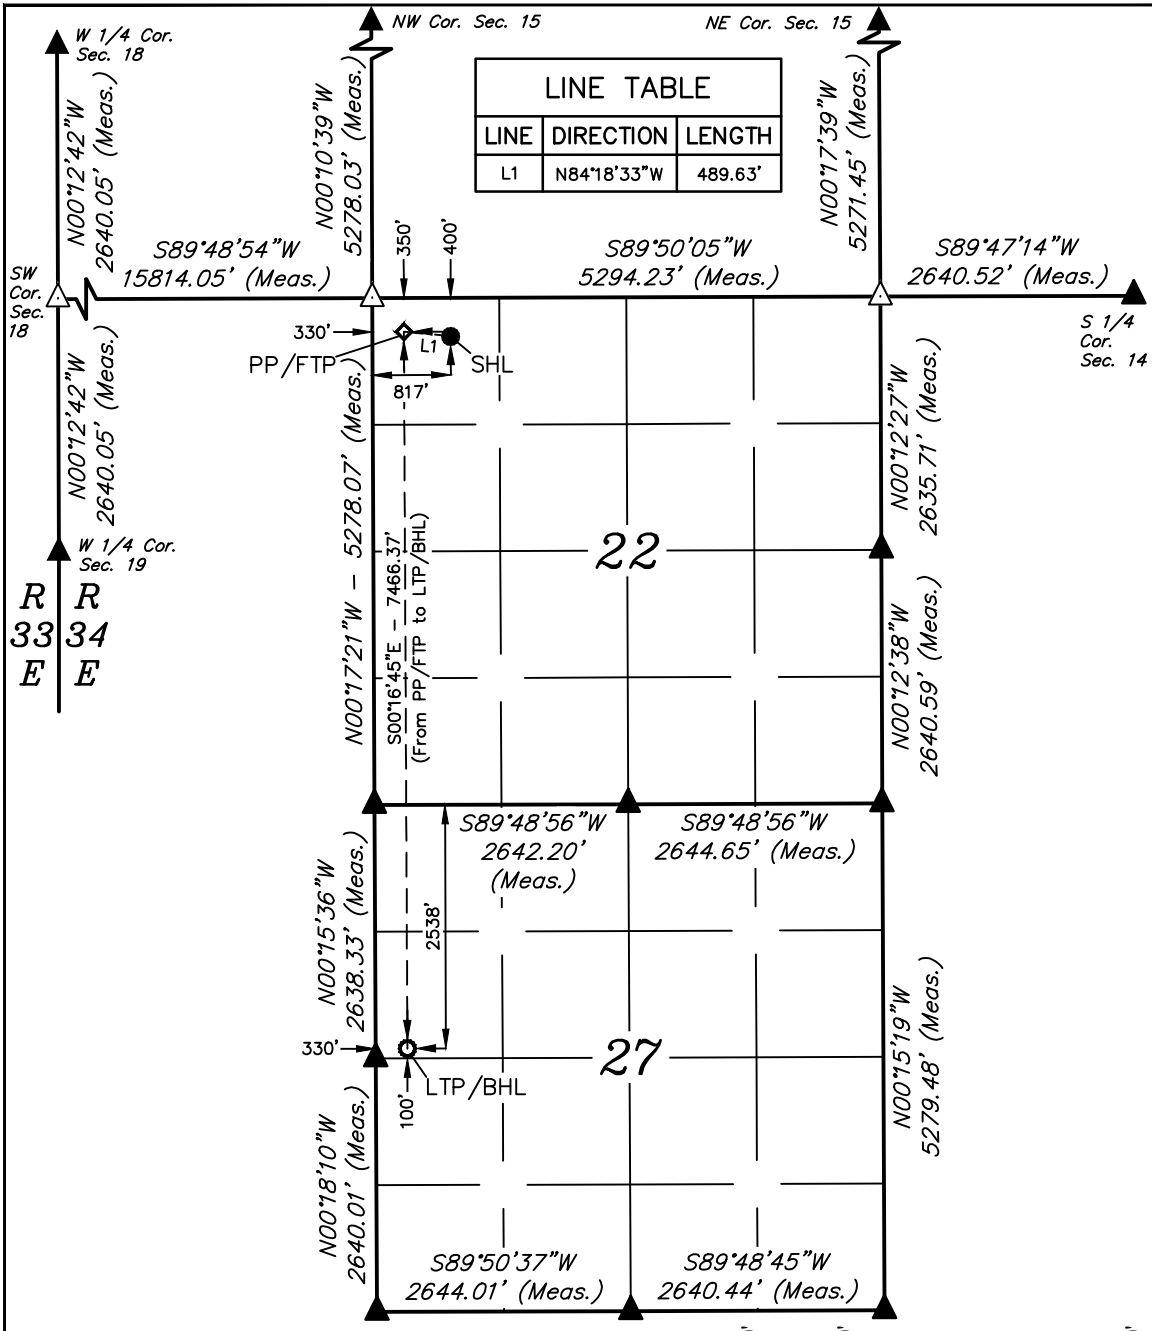 W 1/4 Cor.
Sec. 18
NW Cor. Sec. 15
NE Cor. Sec. 15
LINE TABLE
LINE DIRECTION LENGTH
L1 N84°18'33"W 489.63'
N00°12'42"W
2640.05' (Meas.)
N00°10'39"W
5278.03' (Meas.)
N00°17'39"W
5271.45' (Meas.)
S89°48'54"W
15814.05' (Meas.)
350'
400'
S89°50'05"W
5294.23' (Meas.)
S89°47'14"W
2640.52' (Meas.)
SW
Cor.
Sec.
18
S 1/4
Cor.
Sec. 14
330'
L1
PP/FTP
SHL
817'
N00°12'42"W
2640.05' (Meas.)
N00°17'21"W - 5278.07' (Meas.)
N00°12'27"W
2635.71' (Meas.)
W 1/4 Cor.
Sec. 19
R R
33 34
E E
S00°16'45"E - 7466.37'
(From PP/FTP to LTP/BHL)
22
N00°12'38"W
2640.59' (Meas.)
S89°48'56"W
2642.20'
(Meas.)
S89°48'56"W
2644.65' (Meas.)
N00°15'36"W
2638.33' (Meas.)
2538'
330'
LTP/BHL
100'
27
N00°15'19"W
5279.48' (Meas.)
N00°18'10"W
2640.01' (Meas.)
S89°50'37"W
2644.01' (Meas.)
S89°48'45"W
2640.44' (Meas.)